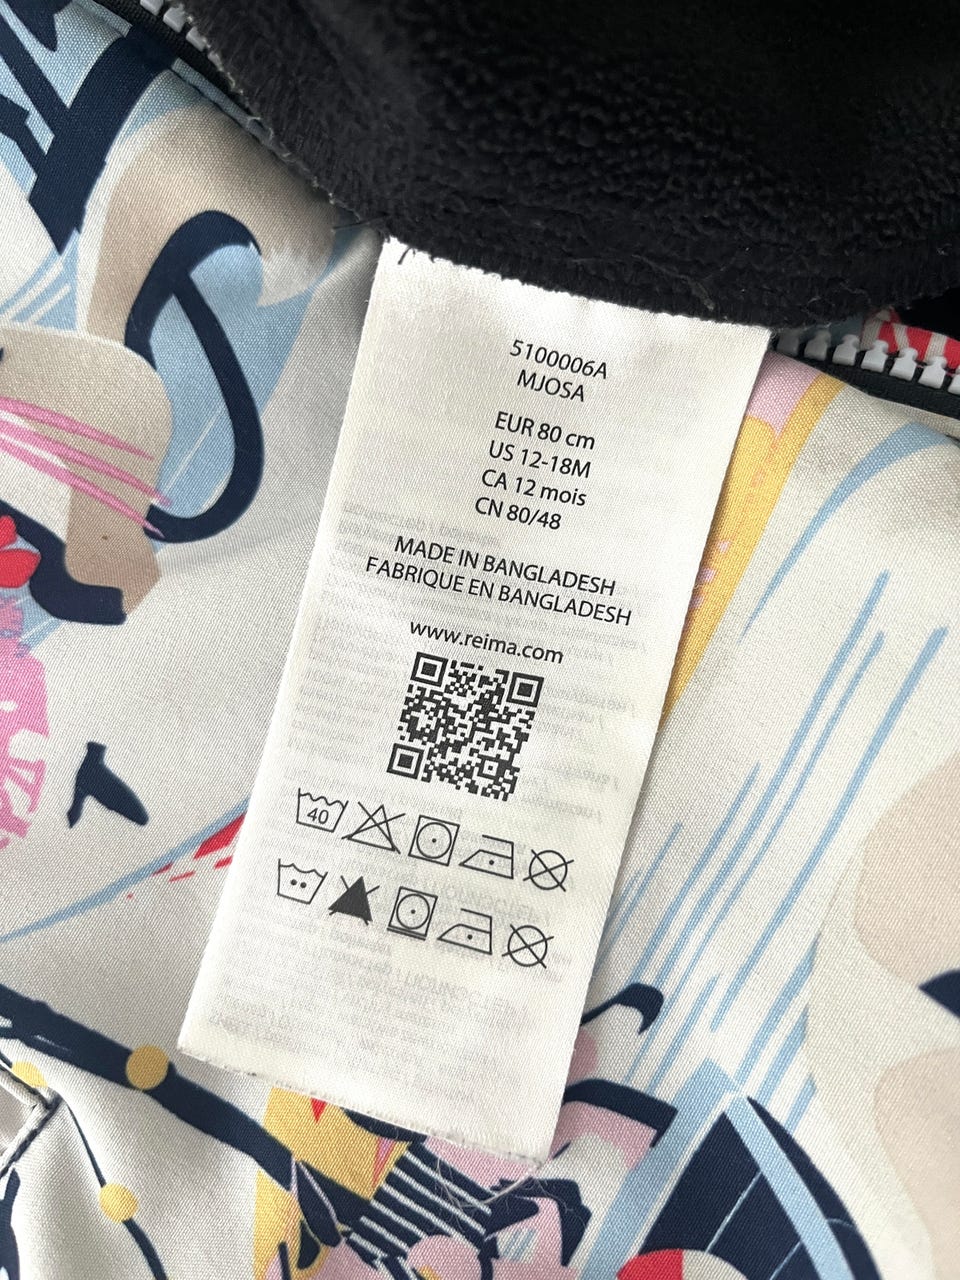 5100006A
MJOSA
EUR 80 cm
US 12-18M
CA 12 mois
CN 80/48
MADE IN BANGLADESH
FABRIQUE EN BANGLADESH
www.reima.com
40